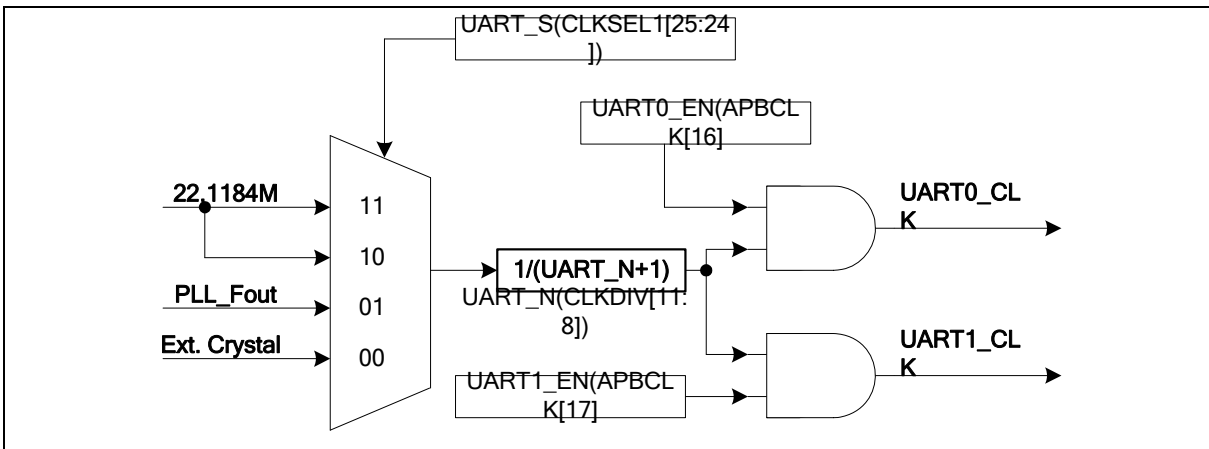 UART_S(CLKSEL1[25:24
])
UART0_EN(APBCL
K[16]
22.1184M
11
10
PLL_Fout
01
Ext. Crystal
00
1/(UART_N+1)
UART_N(CLKDIV[11:
8])
UART0_CL
K
UART1_CL
K
UART1_EN(APBCL
K[17]